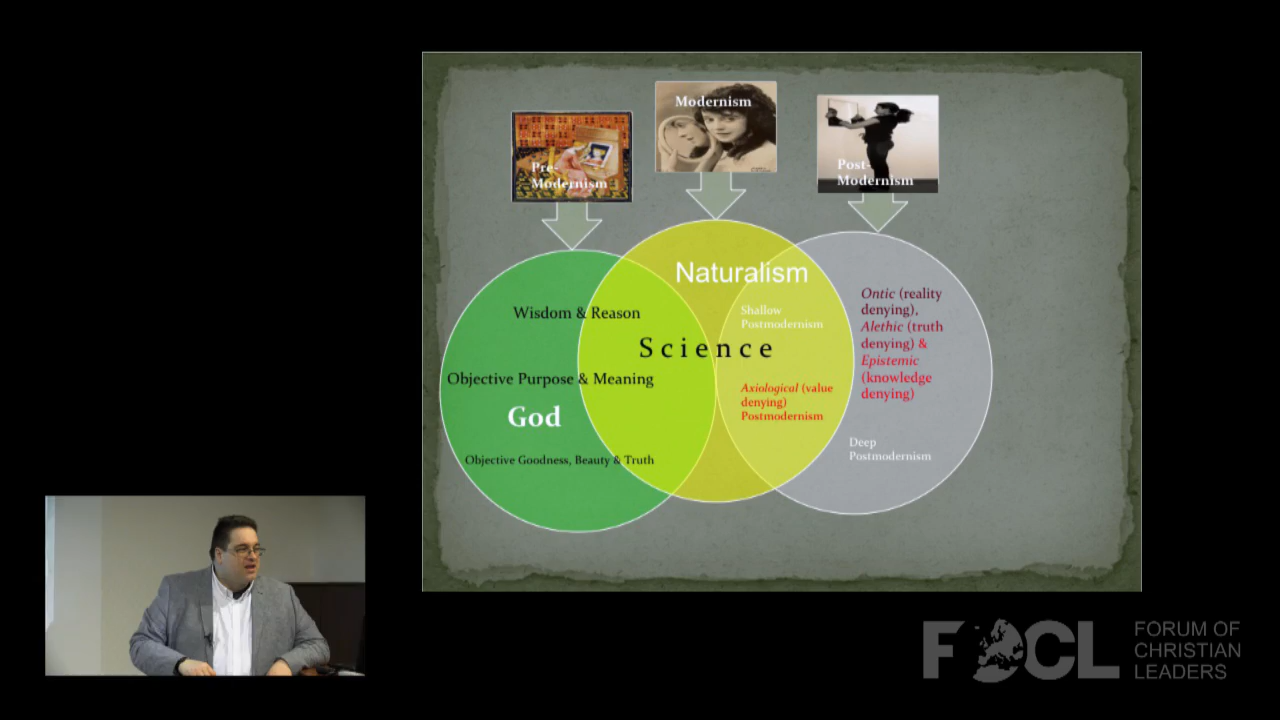 Pre-
Modernism
Modernism
Post-
Modernism
Naturalism
Wisdom & Reason
Shallow
Postmodernism
Science
Objective Purpose & Meaning
God
Objective Goodness, Beauty & Truth
Axiological (value
denying)
Postmodernism
Ontic (reality
denying),
Alethic (truth
denying) &
Epistemic
(knowledge
denying)
Deep
Postmodernism
FOCL
FORUM OF
CHRISTIAN
LEADERS